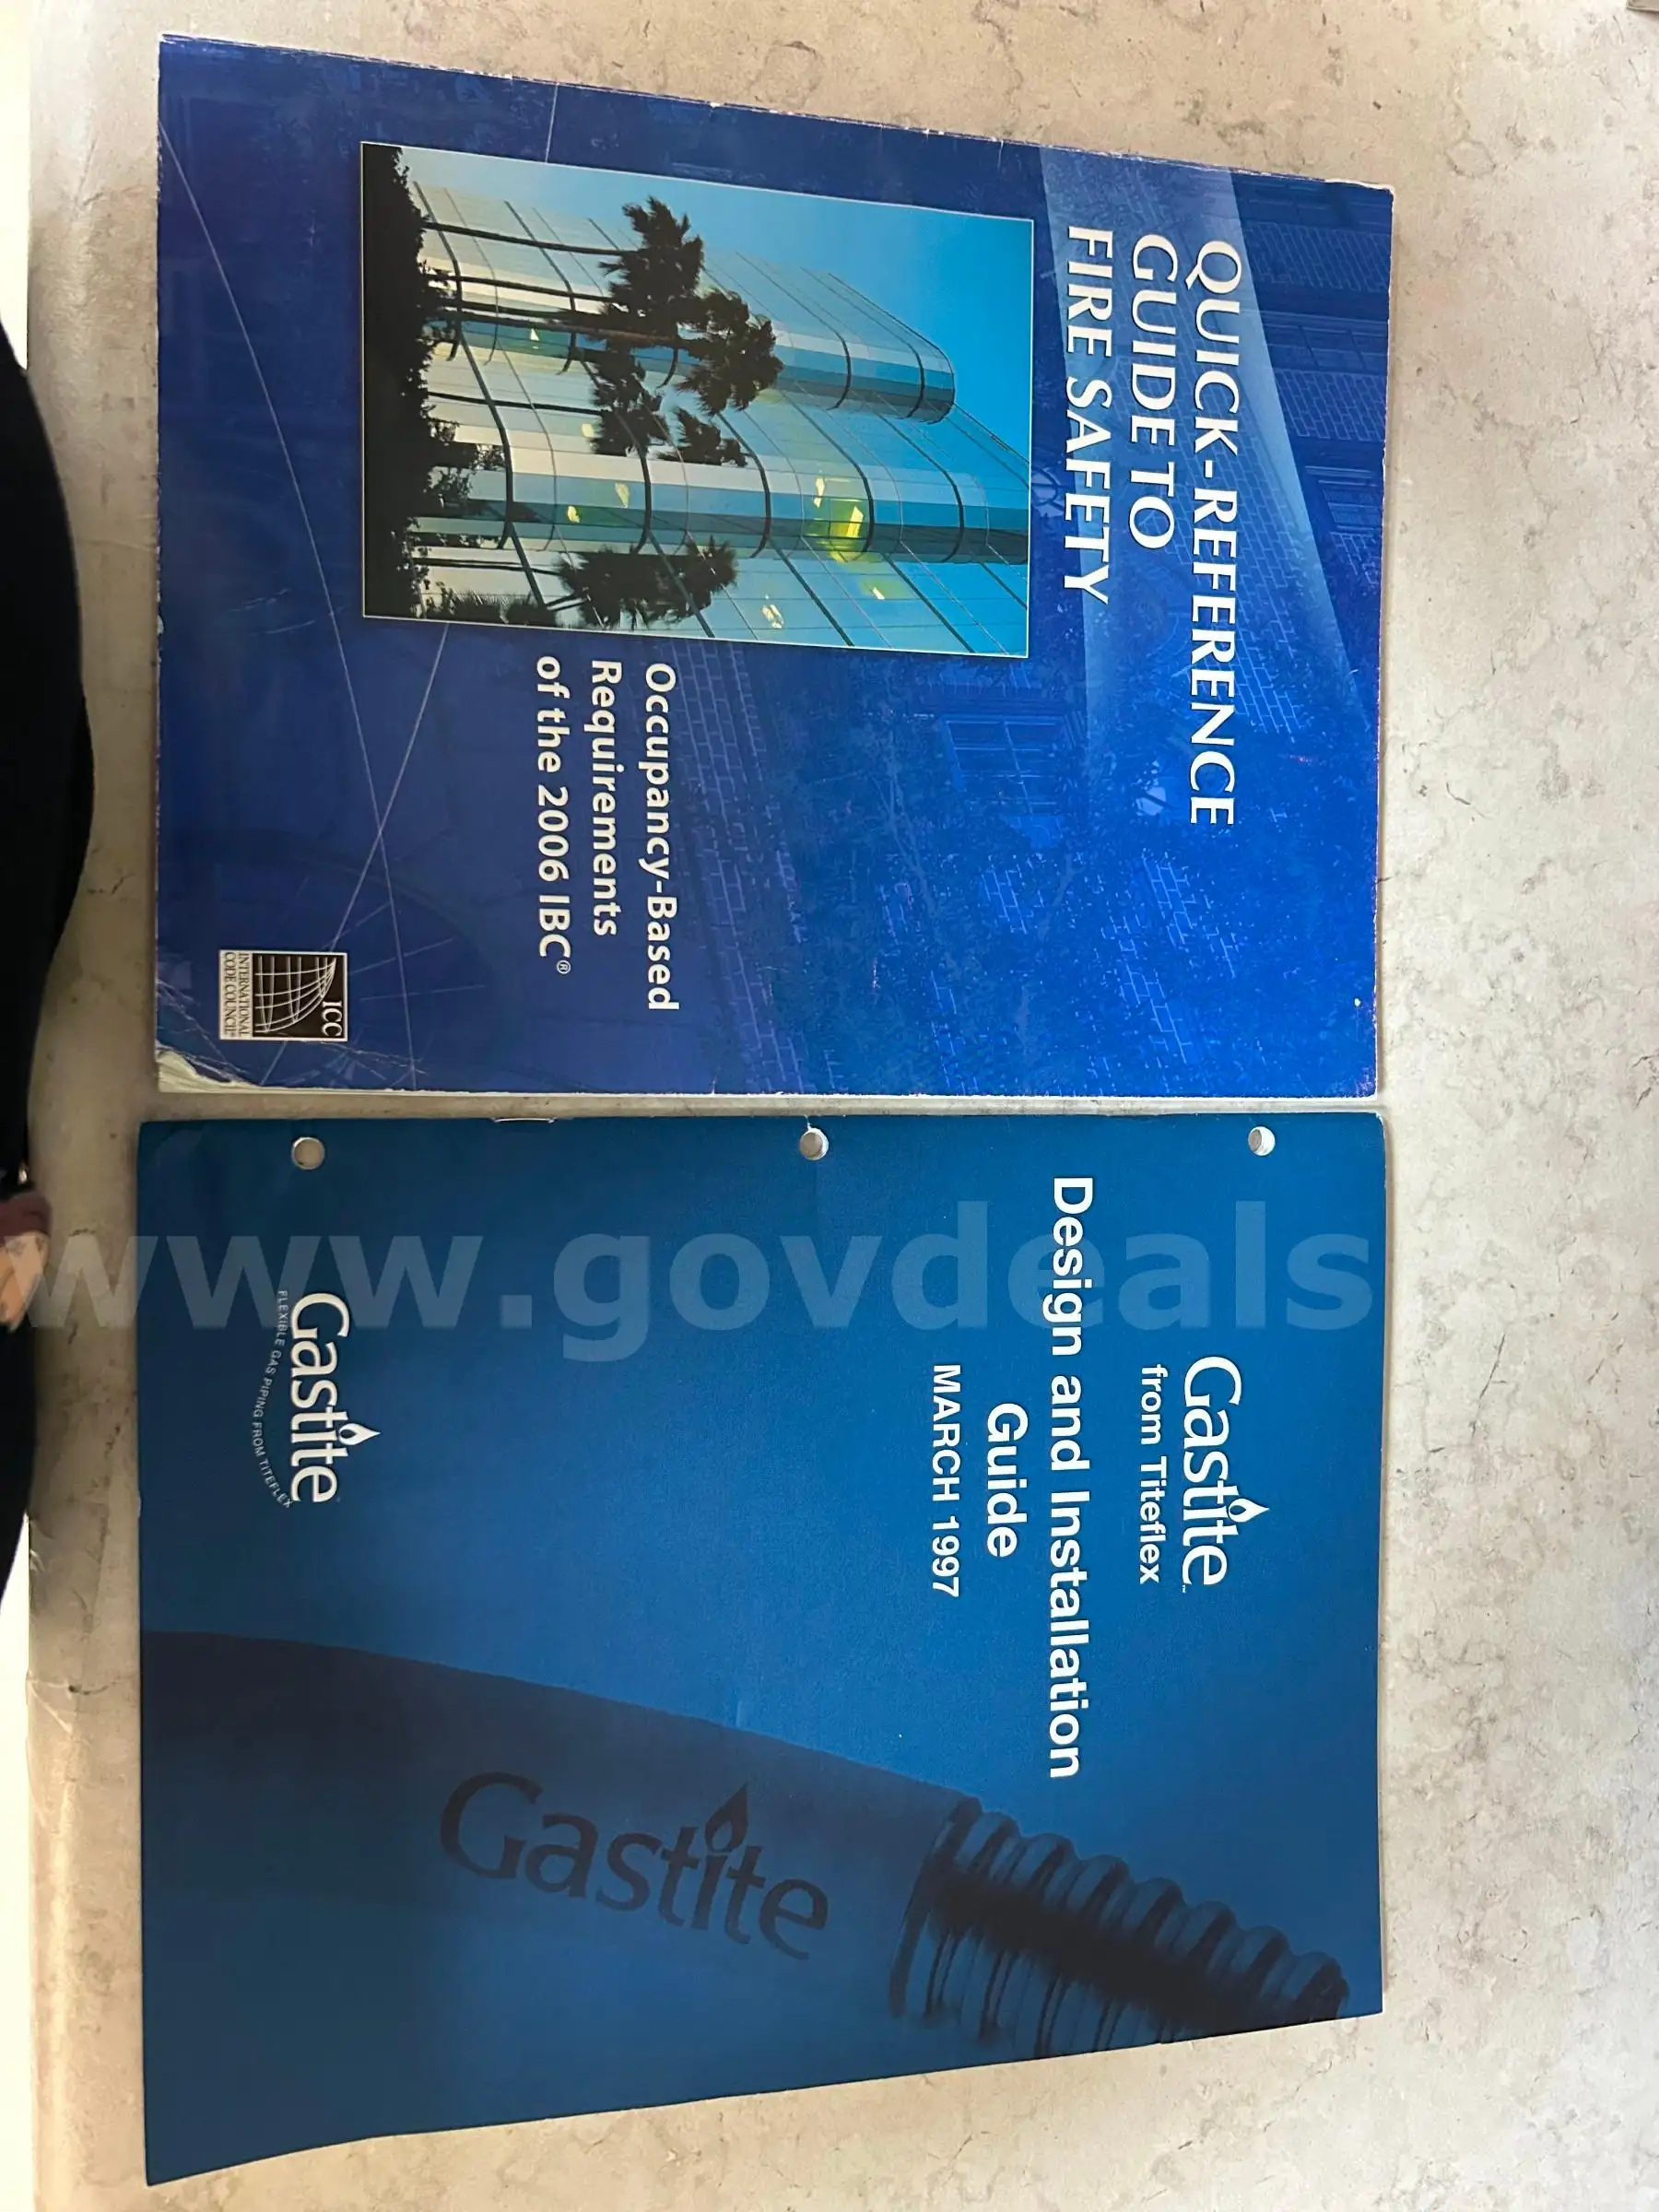 QUICK-REFERENCE
GUIDE TO
FIRE SAFETY
Occupancy-Based
Requirements
of the 2006 IBC®
ICC
INTERNATIONAL
CODE COUNCIL®
Gastite™
from Titeflex
Design and Installation
Guide
MARCH 1997
Gastite
Gastite
FLEXIBLE GAS PIPING FROM TITEFLEX
www.govdeals